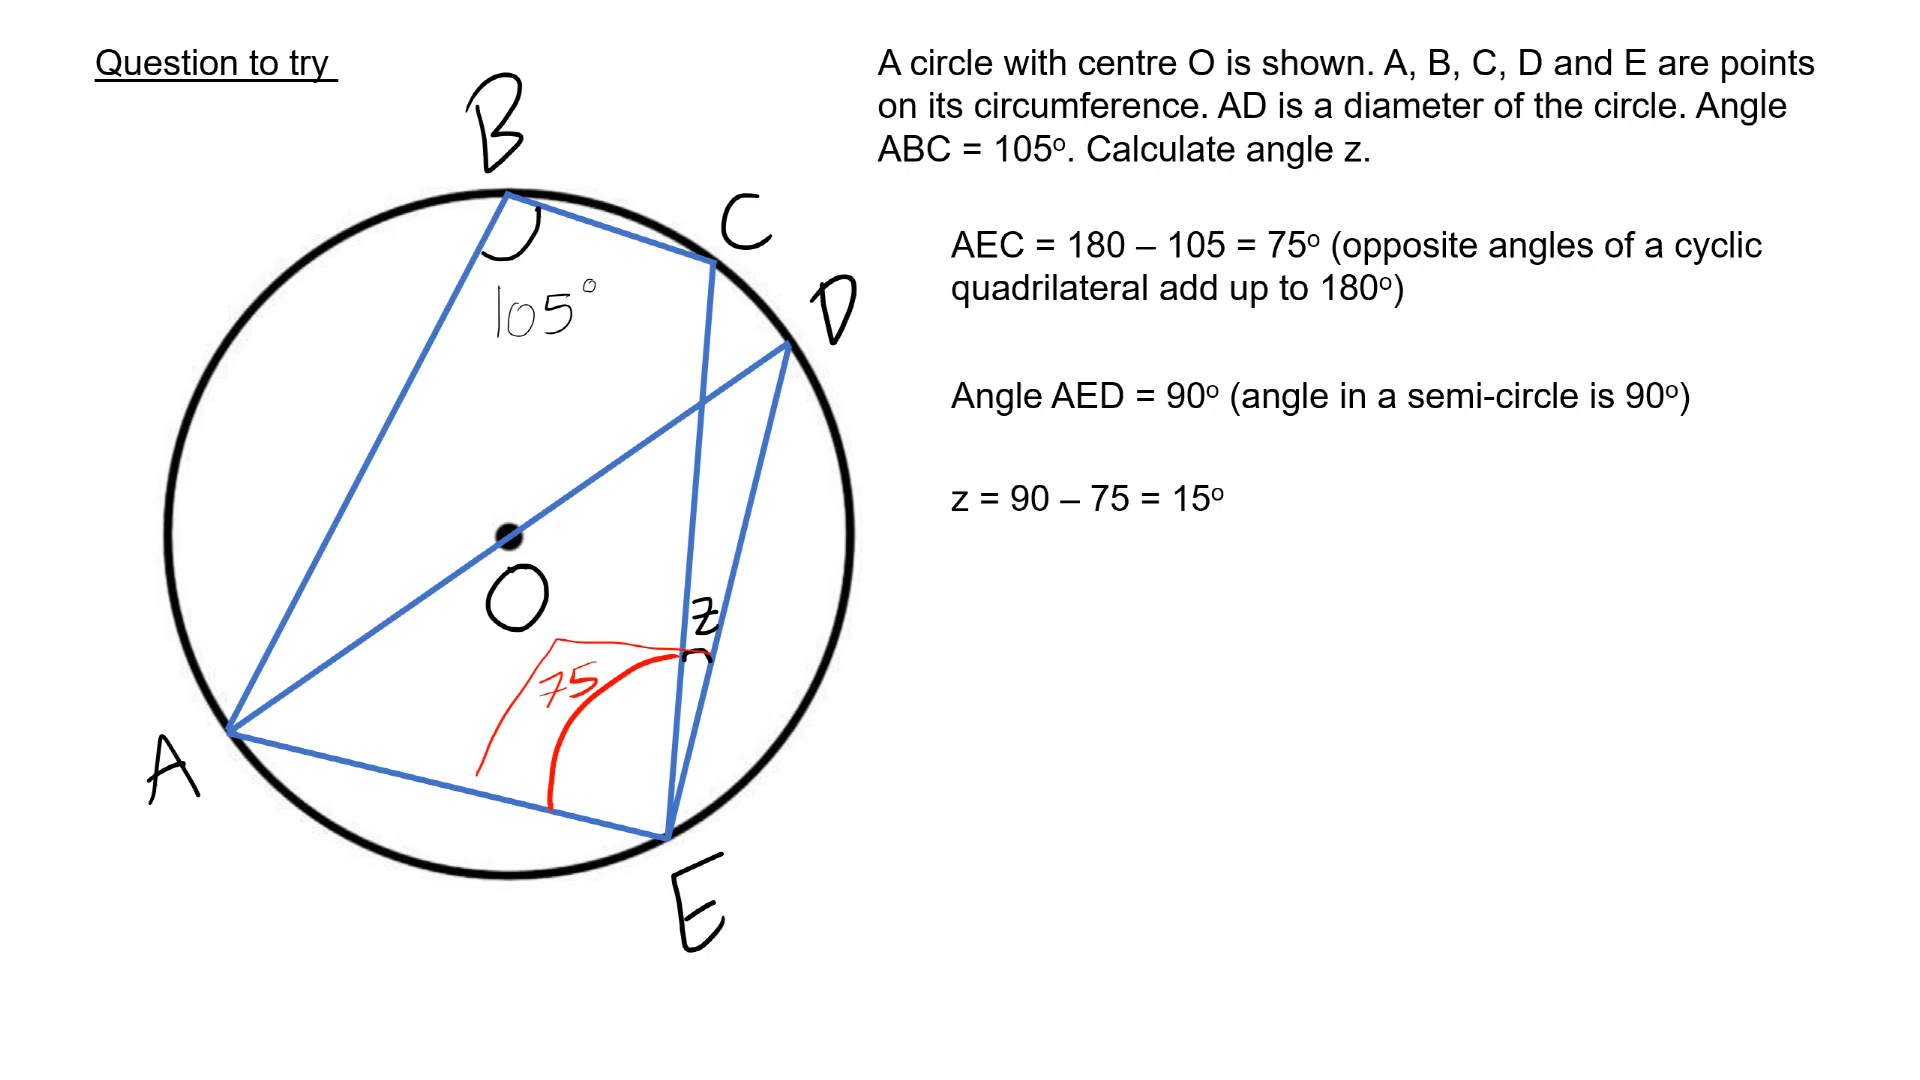 Question to try
A circle with centre O is shown. A, B, C, D and E are points
on its circumference. AD is a diameter of the circle. Angle
ABC = 105º. Calculate angle z.
B
C
AEC = 180 – 105 = 75º (opposite angles of a cyclic
quadrilateral add up to 180º)
D
105°
Angle AED = 90º (angle in a semi-circle is 90º)
z = 90 – 75 = 15º
O
z
75
A
E